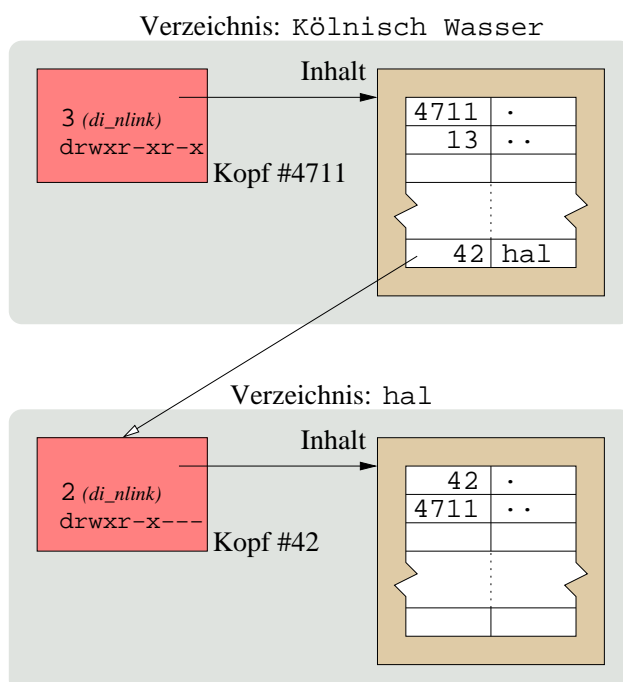 Verzeichnis: Kölnisch Wasser
Inhalt
3 (di_nlink)
drwxr-xr-x
Kopf #4711
4711 .
13 ..
42 hal
Verzeichnis: hal
Inhalt
2 (di_nlink)
drwxr-x---
Kopf #42
42 .
4711 ..